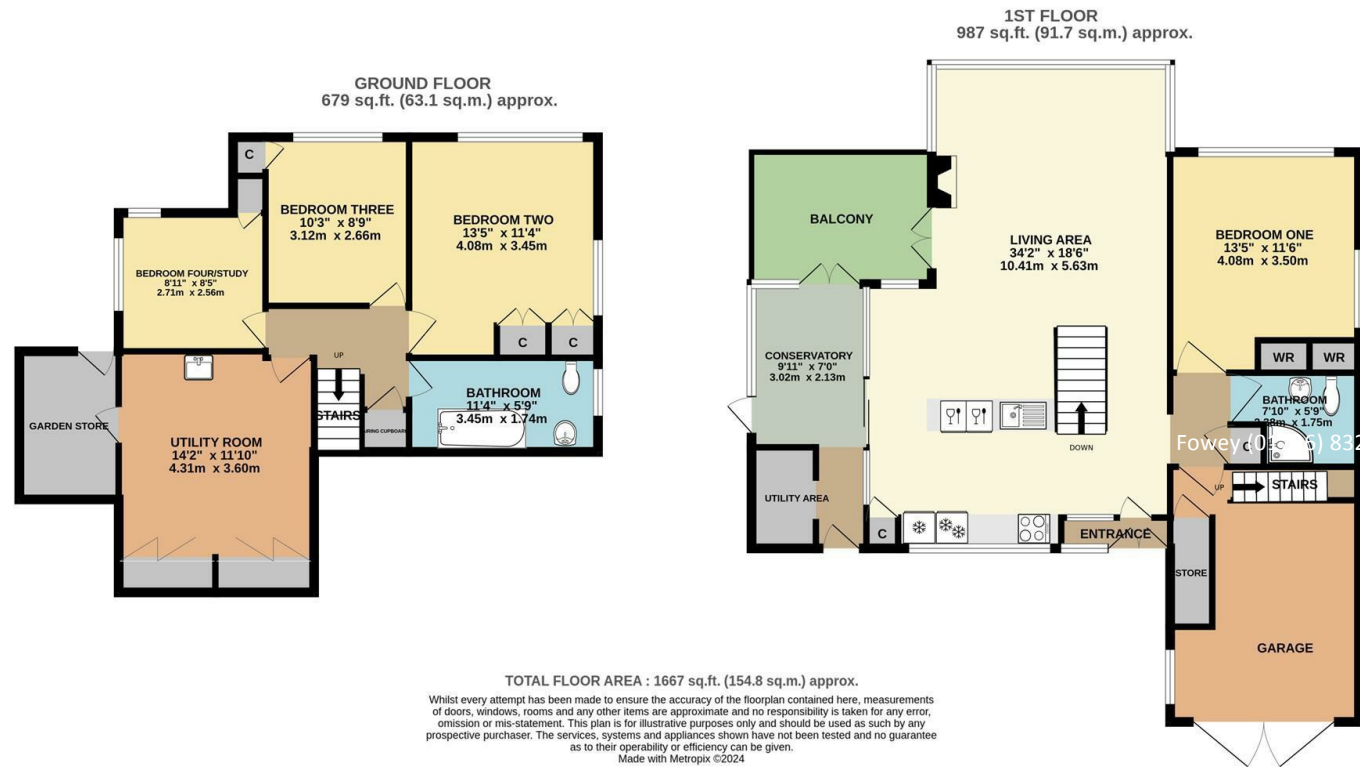 GROUND FLOOR
679 sq.ft. (63.1 sq.m.) approx.
C
BEDROOM THREE
10'3" x 8'9"
3.12m x 2.66m
BEDROOM TWO
13'5" x 11'4"
4.08m x 3.45m
BEDROOM FOUR/STUDY
8'11" x 8'5"
2.71m x 2.56m
C
C
UP
STAIRS
BATHROOM
11'4" x 5'9"
3.45m x 1.74m
CUPBOARD
GARDEN STORE
UTILITY ROOM
14'2" x 11'10"
4.31m x 3.60m
1ST FLOOR
987 sq.ft. (91.7 sq.m.) approx.
BALCONY
LIVING AREA
34'2" x 18'6"
10.41m x 5.63m
BEDROOM ONE
13'5" x 11'6"
4.08m x 3.50m
CONSERVATORY
9'11" x 7'0"
3.02m x 2.13m
WR
WR
BATHROOM
7'10" x 5'9"
x 1.75m
DOWN
Fowey
832
C
UP
STAIRS
UTILITY AREA
C
ENTRANCE
STORE
GARAGE
TOTAL FLOOR AREA : 1667 sq.ft. (154.8 sq.m.) approx.
Whilst every attempt has been made to ensure the accuracy of the floorplan contained here, measurements
of doors, windows, rooms and any other items are approximate and no responsibility is taken for any error,
omission or mis-statement. This plan is for illustrative purposes only and should be used as such by any
prospective purchaser. The services, systems and appliances shown have not been tested and no guarantee
as to their operability or efficiency can be given.
Made with Metropix ©2024